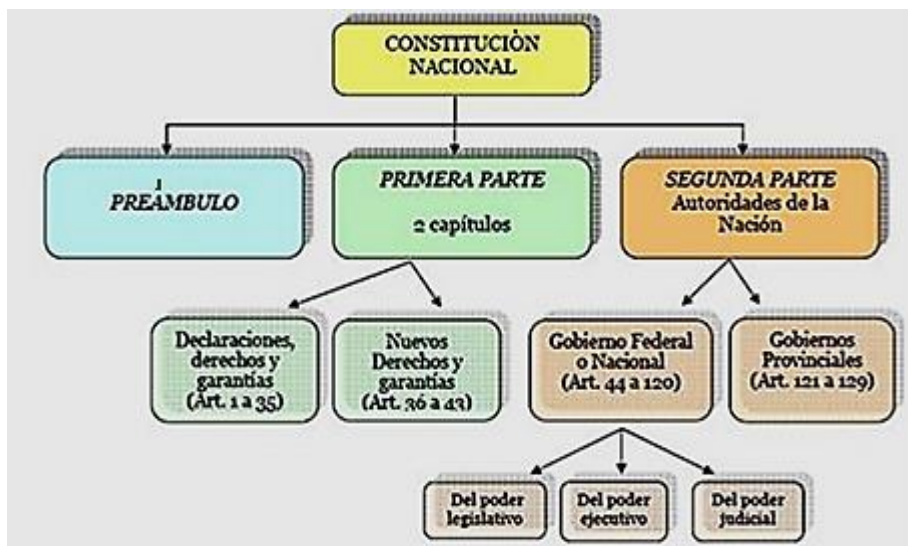 CONSTITUCIÒN
NACIONAL
1
PREÁMBULO
PRIMERA PARTE
2 capítulos
SEGUNDA PARTE
Autoridades de la
Nación
Declaraciones,
derechos y
garantías
(Art. 1 a 35)
Nuevos
Derechos y
garantías
(Art. 36 a 43)
Gobierno Federal
o Nacional
(Art. 44 a 120)
Gobiernos
Provinciales
(Art. 121 a 129)
Del poder
legislativo
Del poder
ejecutivo
Del poder
judicial